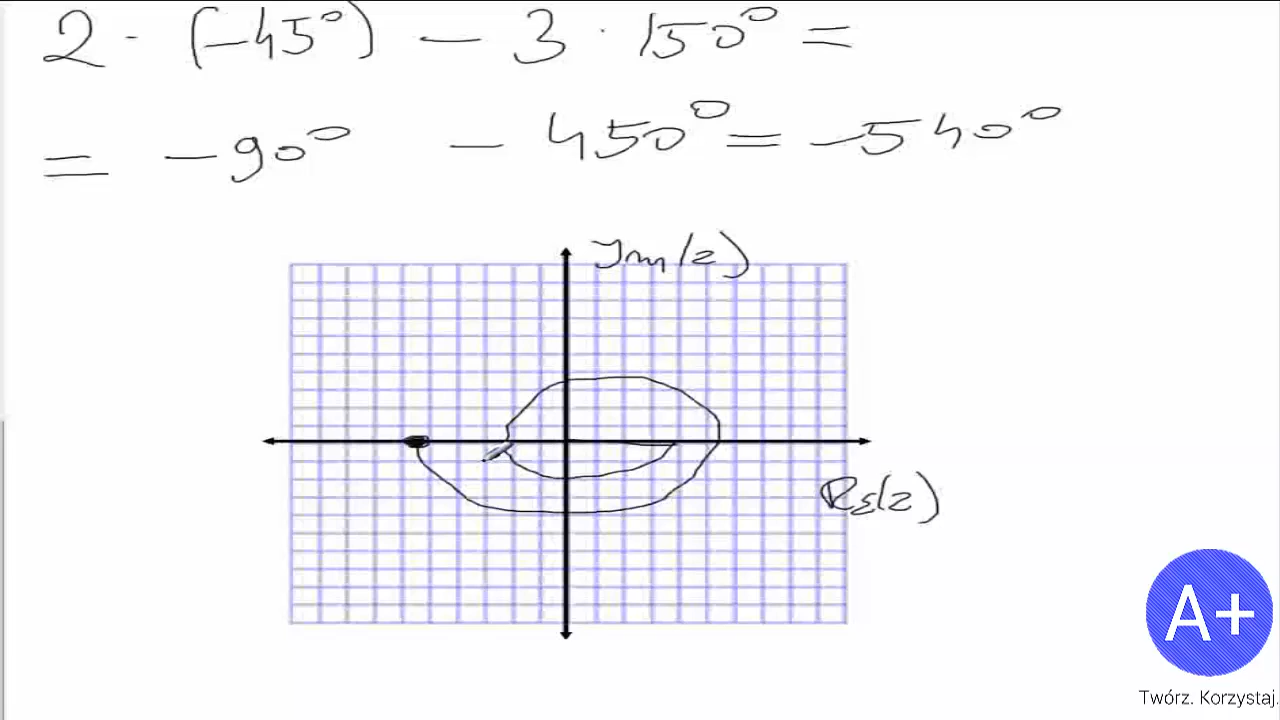 2 · (-45°) - 3 · 150° =
= -90° - 450° = -540°
Im(z)
Re(z)
A+
Twórz. Korzystaj.